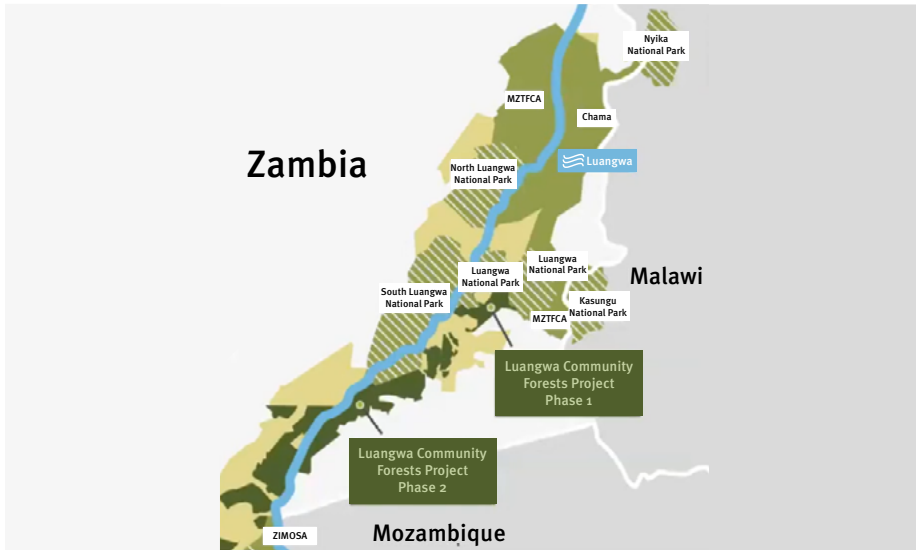 Nyika
National Park
MZTFCA
Chama
Zambia
Luangwa
North Luangwa
National Park
Luangwa
National Park
Luangwa
National Park
Malawi
South Luangwa
National Park
Kasungu
National Park
MZTFCA
Luangwa Community
Forests Project
Phase 1
Luangwa Community
Forests Project
Phase 2
Mozambique
ZIMOSA